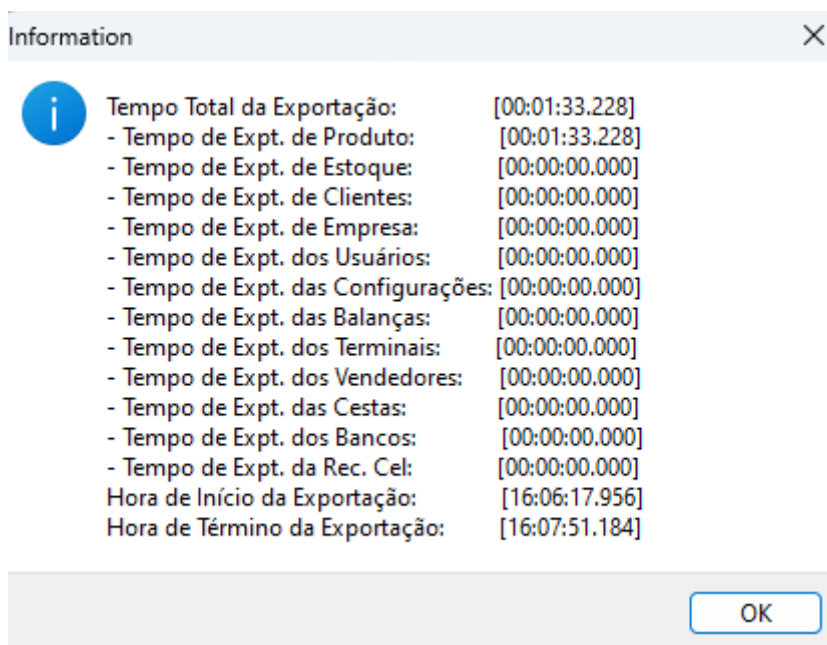 Information
Tempo Total da Exportação: [00:01:33.228]
- Tempo de Expt. de Produto: [00:01:33.228]
- Tempo de Expt. de Estoque: [00:00:00.000]
- Tempo de Expt. de Clientes: [00:00:00.000]
- Tempo de Expt. de Empresa: [00:00:00.000]
- Tempo de Expt. dos Usuários: [00:00:00.000]
- Tempo de Expt. das Configurações: [00:00:00.000]
- Tempo de Expt. das Balanças: [00:00:00.000]
- Tempo de Expt. dos Terminais: [00:00:00.000]
- Tempo de Expt. dos Vendedores: [00:00:00.000]
- Tempo de Expt. das Cestas: [00:00:00.000]
- Tempo de Expt. dos Bancos: [00:00:00.000]
- Tempo de Expt. da Rec. Cel: [00:00:00.000]
Hora de Início da Exportação: [16:06:17.956]
Hora de Término da Exportação: [16:07:51.184]
OK